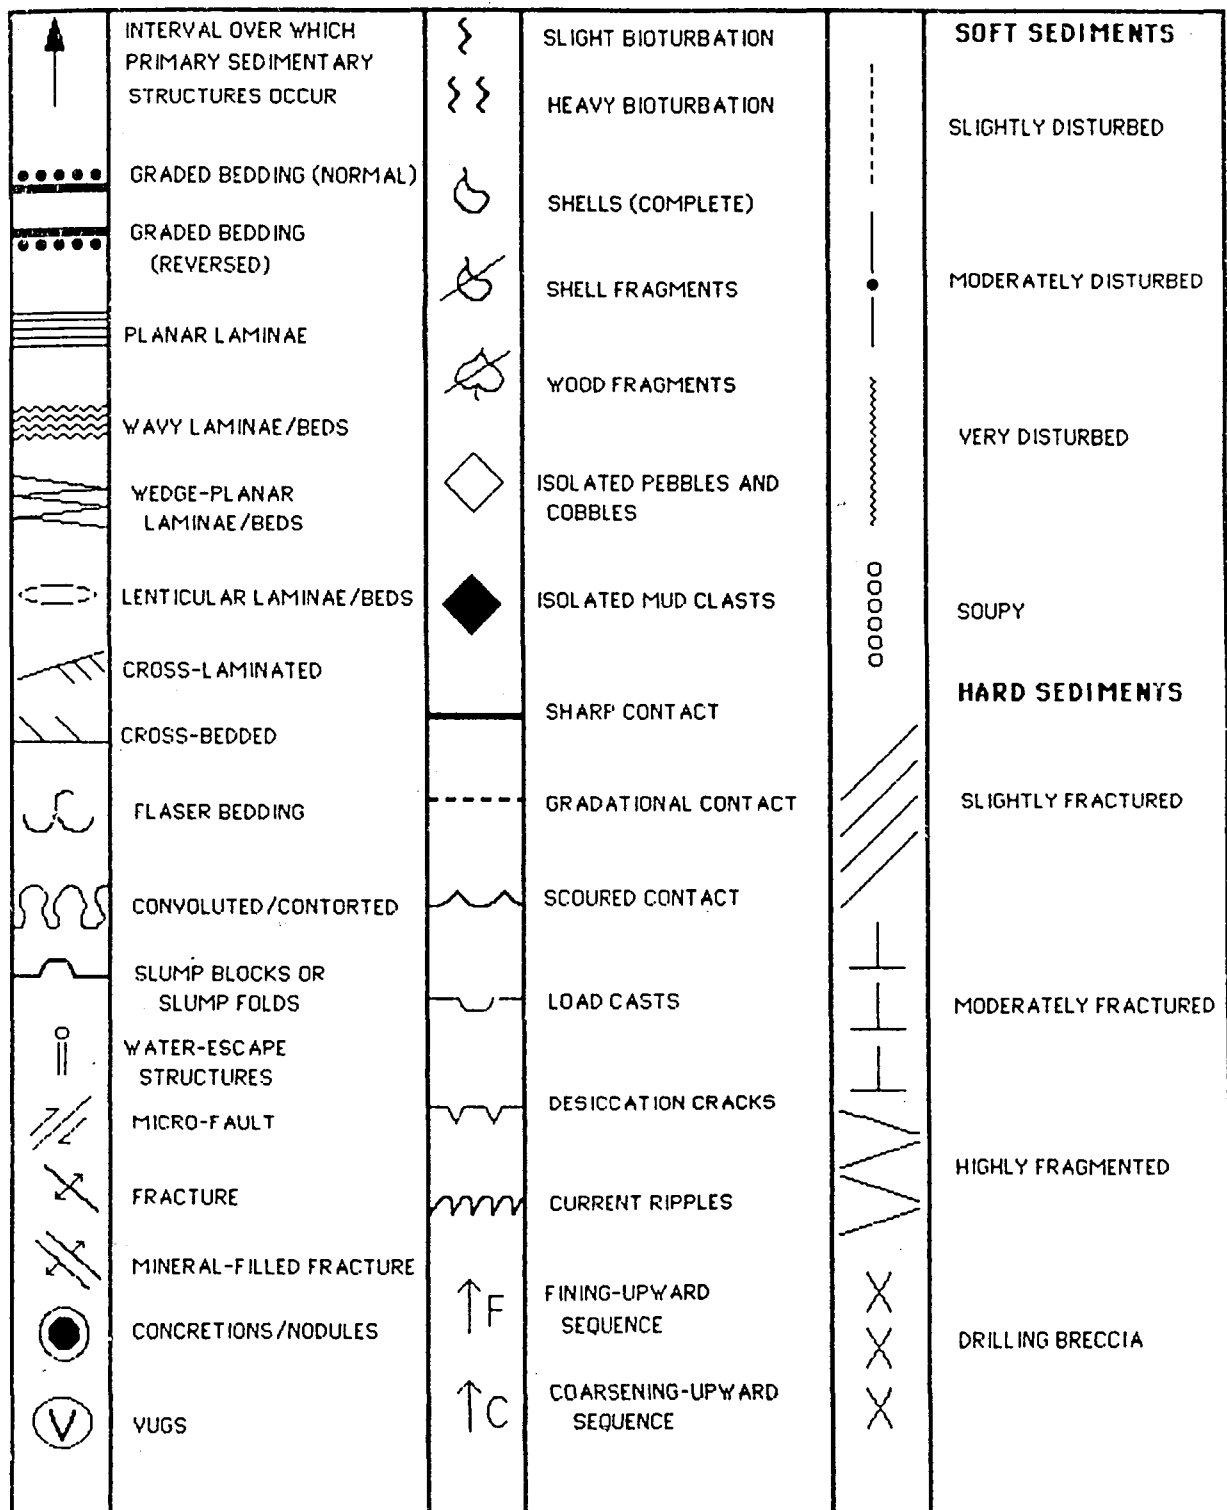 INTERVAL OVER WHICH
PRIMARY SEDIMENTARY
STRUCTURES OCCUR
GRADED BEDDING (NORMAL)
GRADED BEDDING
(REVERSED)
PLANAR LAMINAE
WAVY LAMINAE/BEDS
WEDGE-PLANAR
LAMINAE/BEDS
LENTICULAR LAMINAE/BEDS
CROSS-LAMINATED
CROSS-BEDDED
FLASER BEDDING
CONVOLUTED/CONTORTED
SLUMP BLOCKS OR
SLUMP FOLDS
WATER-ESCAPE
STRUCTURES
MICRO-FAULT
FRACTURE
MINERAL-FILLED FRACTURE
CONCRETIONS/NODULES
V
VUGS
SLIGHT BIOTURBATION
HEAVY BIOTURBATION
SHELLS (COMPLETE)
SHELL FRAGMENTS
WOOD FRAGMENTS
ISOLATED PEBBLES AND
COBBLES
ISOLATED MUD CLASTS
SHARP CONTACT
GRADATIONAL CONTACT
SCOURED CONTACT
LOAD CASTS
DESICCATION CRACKS
CURRENT RIPPLES
F
FINING-UPWARD
SEQUENCE
C
COARSENING-UPWARD
SEQUENCE
SOFT SEDIMENTS
SLIGHTLY DISTURBED
MODERATELY DISTURBED
VERY DISTURBED
SOUPY
HARD SEDIMENTS
SLIGHTLY FRACTURED
MODERATELY FRACTURED
HIGHLY FRAGMENTED
DRILLING BRECCIA